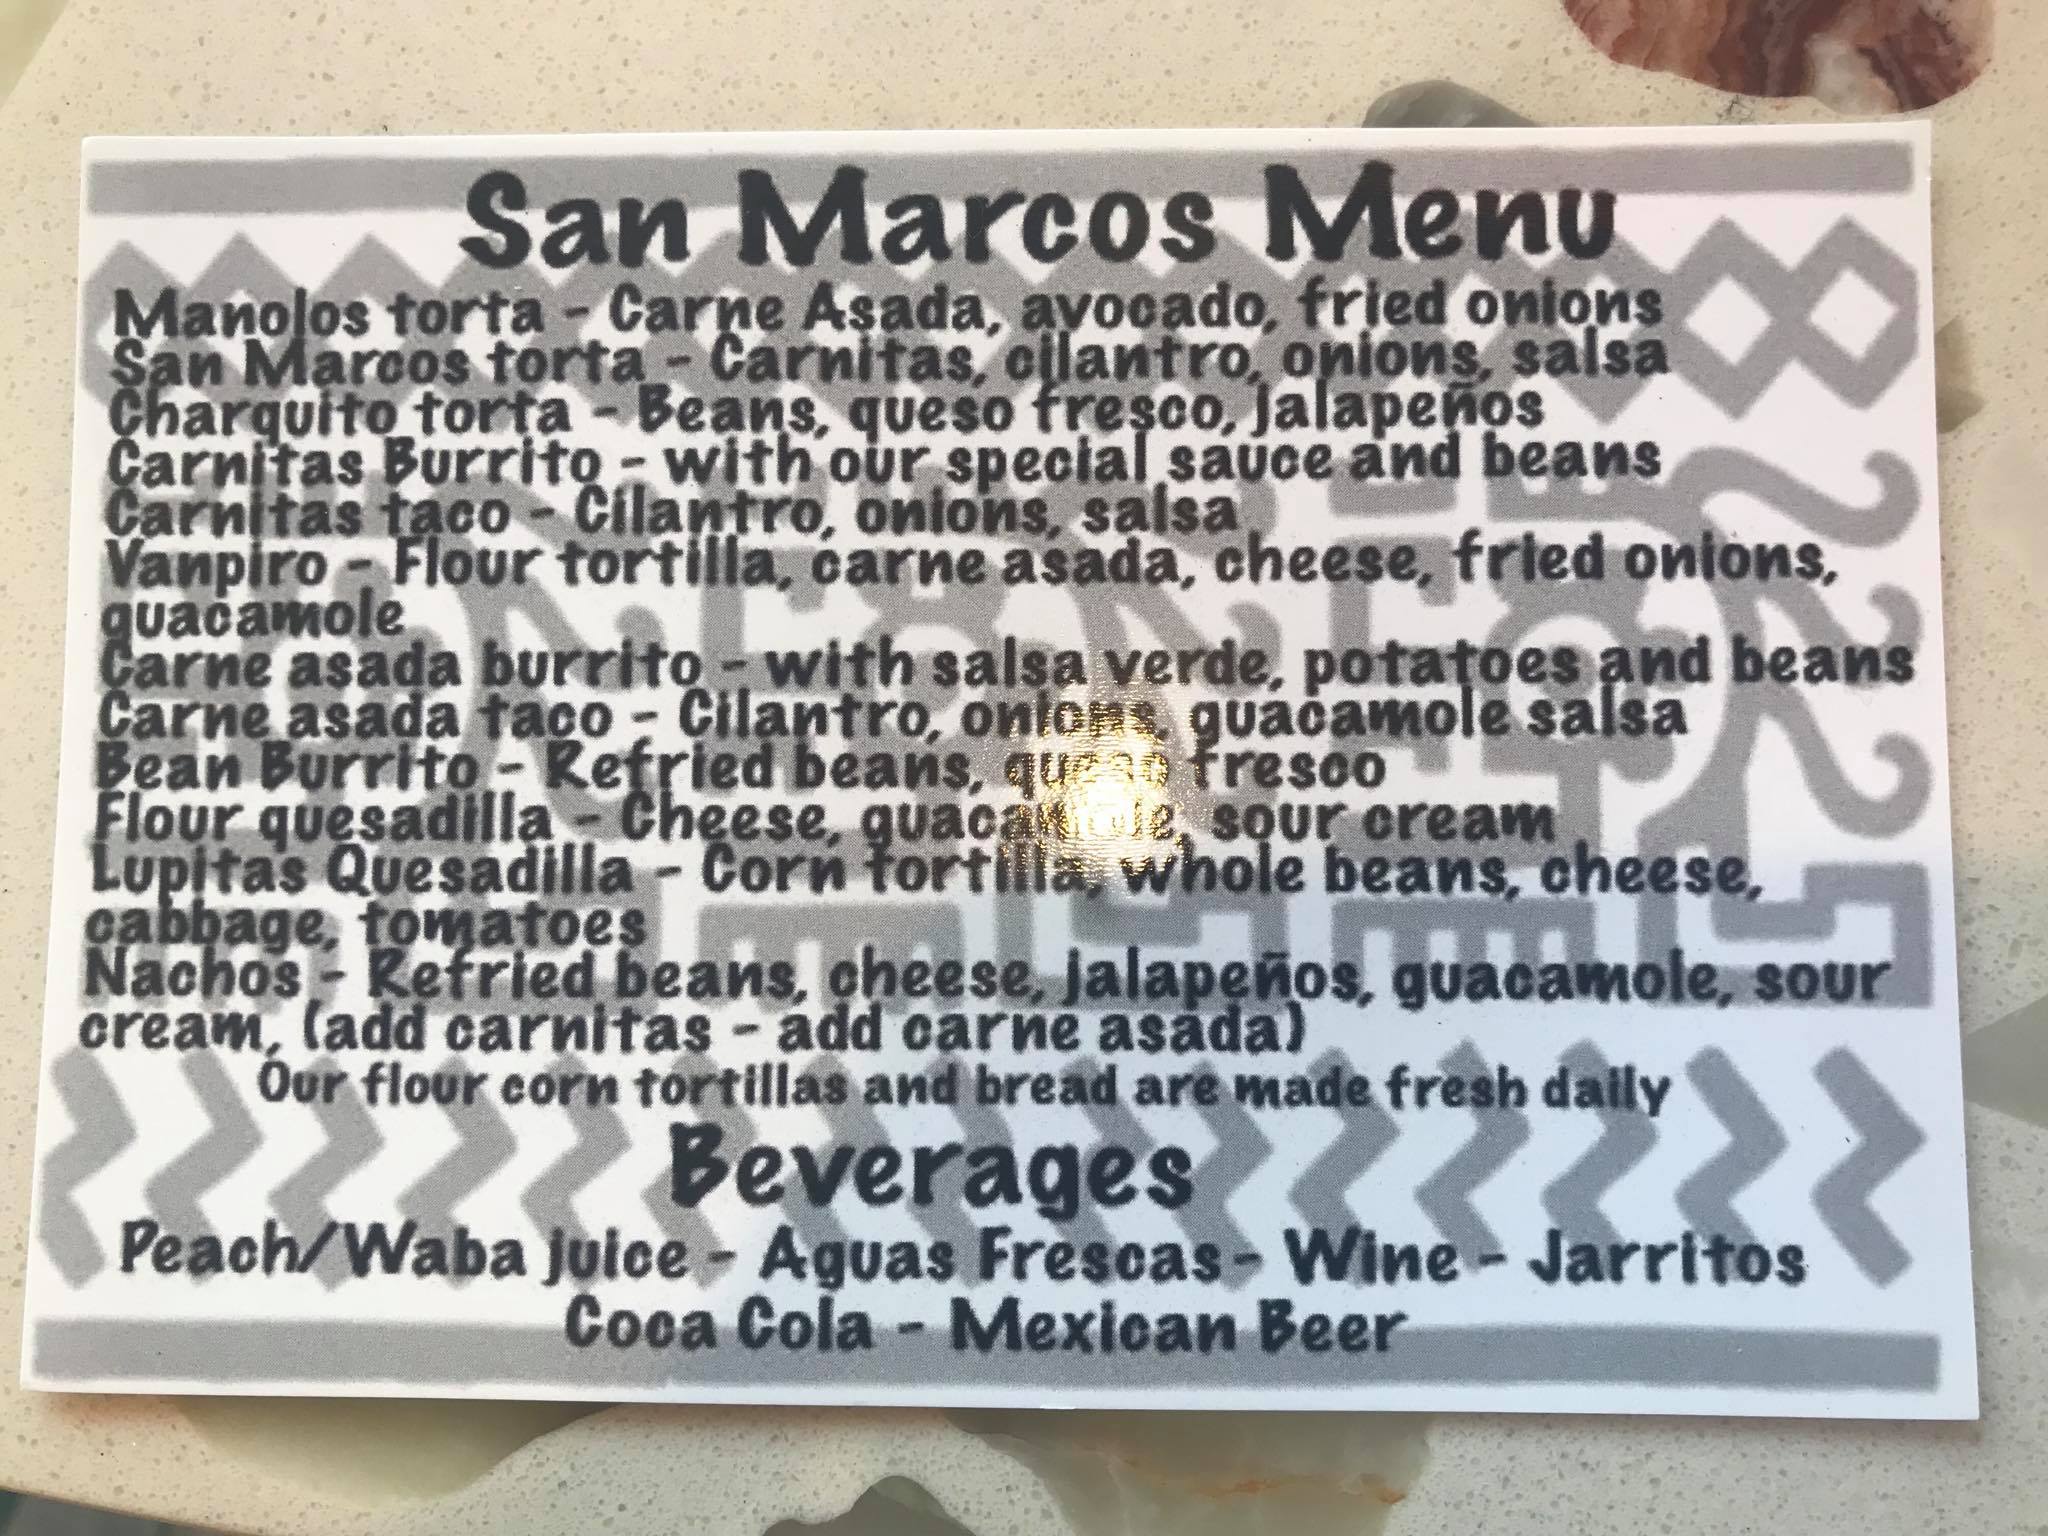 San Marcos Menu
Manolos torta - Carne Asada, avocado, fried onions
San Marcos torta - Carnitas, cilantro, onions, salsa
Charquito torta - Beans, queso fresco, jalapeños
Carnitas Burrito - with our special sauce and beans
Carnitas taco - Cilantro, onions, salsa
Vanpiro - Flour tortilla, carne asada, cheese, fried onions,
guacamole
Carne asada burrito - with salsa verde, potatoes and beans
Carne asada taco - Cilantro, onions, guacamole salsa
Bean Burrito - Refried beans, queso fresco
Flour quesadilla - Cheese, guacamole, sour cream
Lupitas Quesadilla - Corn tortilla, whole beans, cheese,
cabbage, tomatoes
Nachos - Refried beans, cheese, jalapeños, guacamole, sour
cream, (add carnitas - add carne asada)
Our flour corn tortillas and bread are made fresh daily
Beverages
Peach/Waba juice - Aguas Frescas - Wine - Jarritos
Coca Cola - Mexican Beer